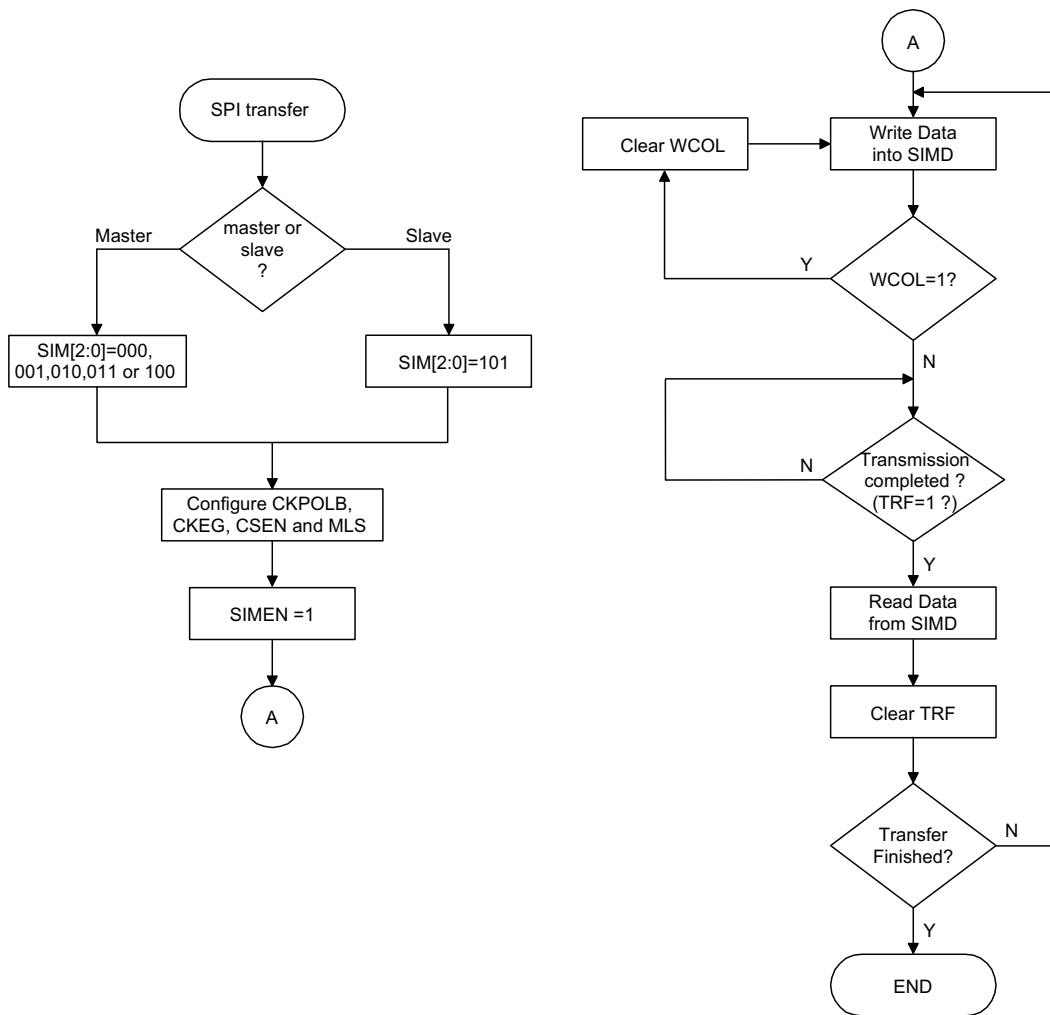 SPI transfer
master or
slave
?
Master
Slave
SIM[2:0]=000,
001,010,011 or 100
SIM[2:0]=101
Configure CKPOLB,
CKEG, CSEN and MLS
SIMEN =1
A
A
Write Data
into SIMD
Clear WCOL
Y
WCOL=1?
N
N
Transmission
completed ?
(TRF=1 ?)
Y
Read Data
from SIMD
Clear TRF
Transfer
Finished?
N
Y
END